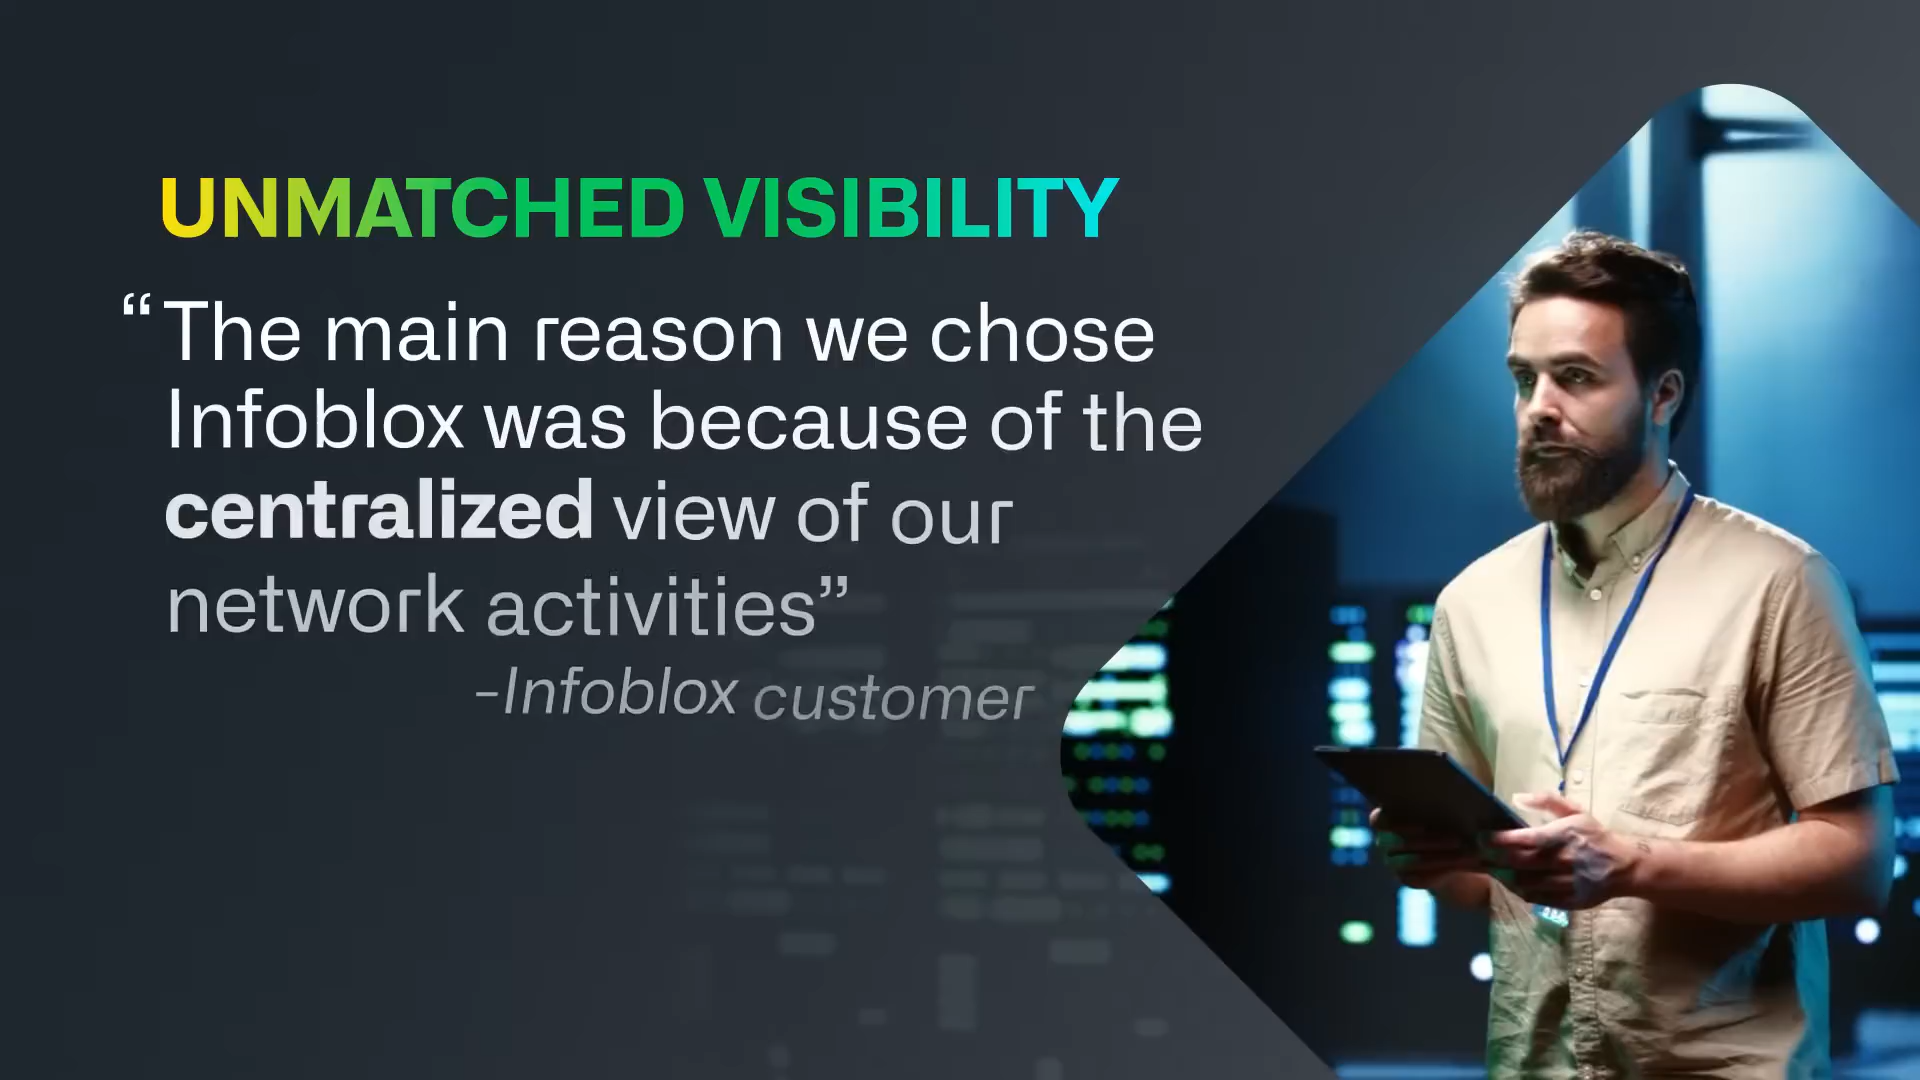 UNMATCHED VISIBILITY
“The main reason we chose
Infoblox was because of the
centralized view of our
network activities”
-Infoblox customer